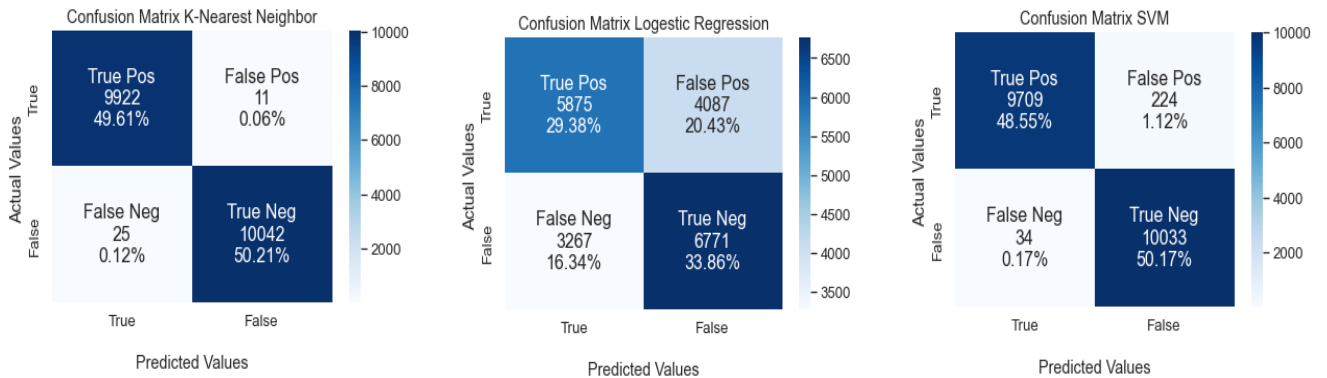 Confusion Matrix K-Nearest Neighbor
True Pos
9922
49.61%
False Pos
11
0.06%
False Neg
25
0.12%
True Neg
10042
50.21%
Actual Values
True
False
True
False
Predicted Values
10000
8000
6000
4000
2000
Confusion Matrix Logestic Regression
True Pos
5875
29.38%
False Pos
4087
20.43%
False Neg
3267
16.34%
True Neg
6771
33.86%
Actual Values
True
False
True
False
Predicted Values
6500
6000
5500
5000
4500
4000
3500
Confusion Matrix SVM
True Pos
9709
48.55%
False Pos
224
1.12%
False Neg
34
0.17%
True Neg
10033
50.17%
Actual Values
True
False
True
False
Predicted Values
10000
8000
6000
4000
2000